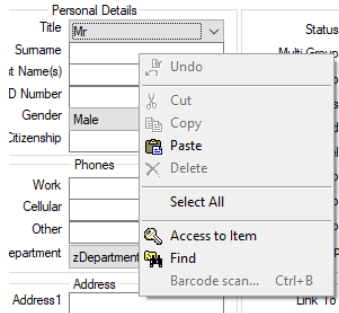 Personal Details
Title Mr Status
Surname Multi Group
t Name(s)
D Number
Gender Male
Citizenship
Phones
Work
Cellular
Other
epartment zDepartment
Address
Address1 Link To
Undo
Cut
Copy
Paste
Delete
Select All
Access to Item
Find
Barcode scan... Ctrl+B